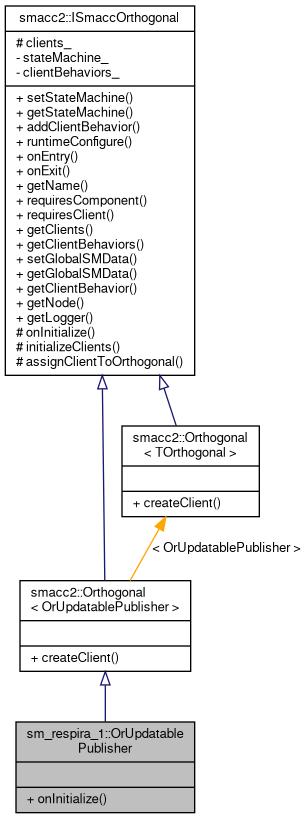 smacc2::ISmaccOrthogonal
# clients_
- stateMachine_
- clientBehaviors_
+ setStateMachine()
+ getStateMachine()
+ addClientBehavior()
+ runtimeConfigure()
+ onEntry()
+ onExit()
+ getName()
+ requiresComponent()
+ requiresClient()
+ getClients()
+ getClientBehaviors()
+ setGlobalSMData()
+ getGlobalSMData()
+ getClientBehavior()
+ getNode()
+ getLogger()
# onInitialize()
# initializeClients()
# assignClientToOrthogonal()
smacc2::Orthogonal
< TOrthogonal >
+ createClient()
< OrUpdatablePublisher >
smacc2::Orthogonal
< OrUpdatablePublisher >
+ createClient()
sm_respira_1::OrUpdatable
Publisher
+ onInitialize()